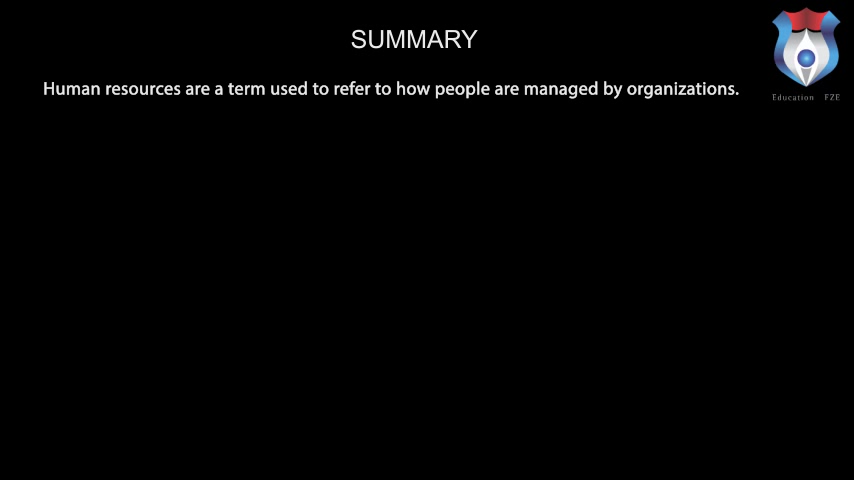 SUMMARY
Human resources are a term used to refer to how people are managed by organizations.
Education FZE